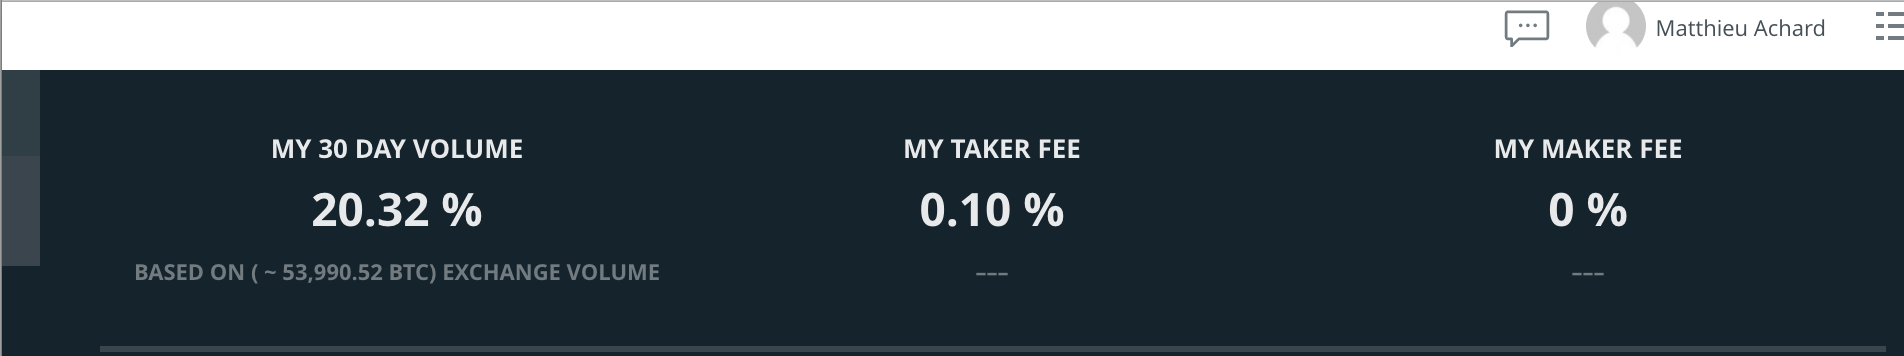 Matthieu Achard
MY 30 DAY VOLUME
20.32 %
BASED ON ( ~ 53,990.52 BTC) EXCHANGE VOLUME
MY TAKER FEE
0.10 %
---
MY MAKER FEE
0 %
---